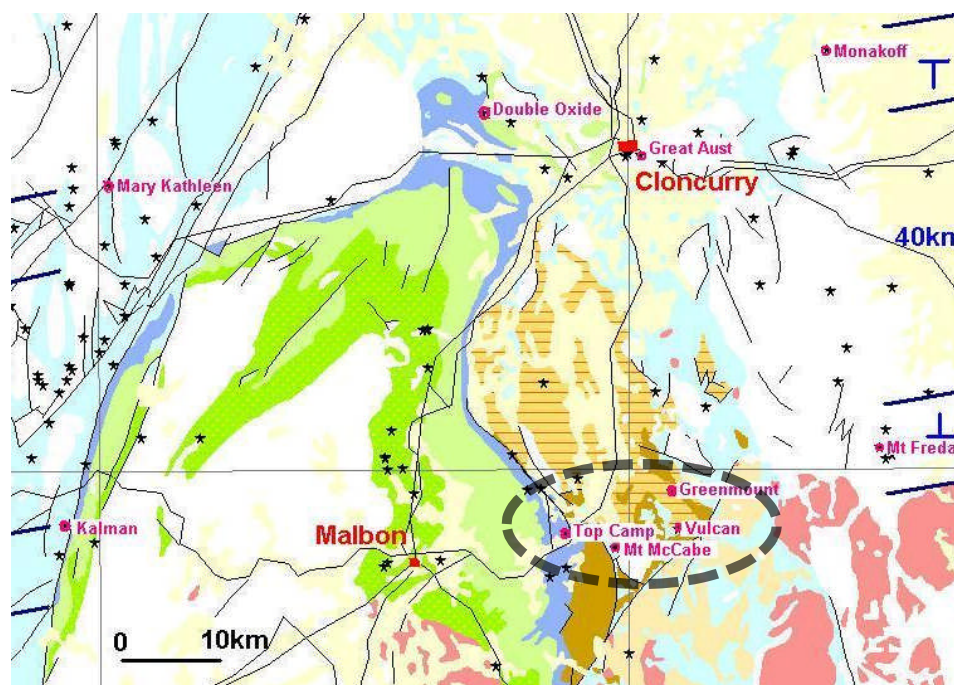 Monakoff
Double Oxide
Great Aust
Cloncurry
Mary Kathleen
40km
Mt Freda
Greenmount
Kalman
Malbon
Top Camp
Vulcan
Mt McCabe
0 10km